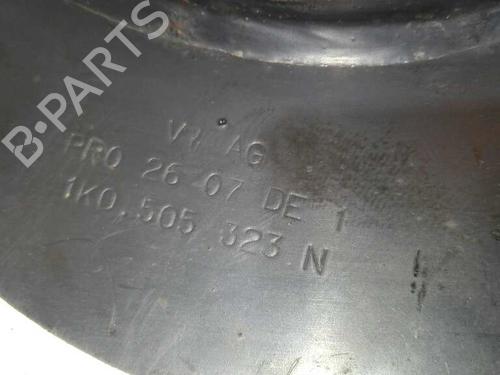 B-PARTS
VW AG
PRO 26 07 DE 1
1K0.505 323 N